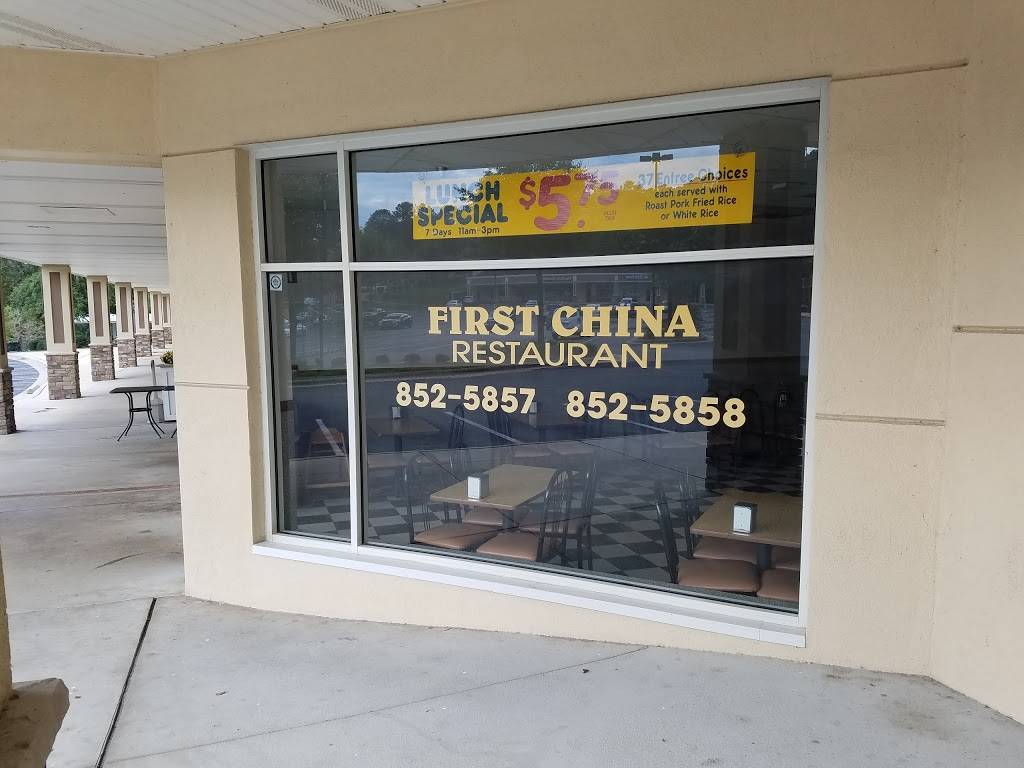 LUNCH
SPECIAL
7 Days 11am-3pm
$5.75
37 Entree Choices
each served with
Roast Pork Fried Rice
or White Rice
FIRST CHINA
RESTAURANT
852-5857 852-5858